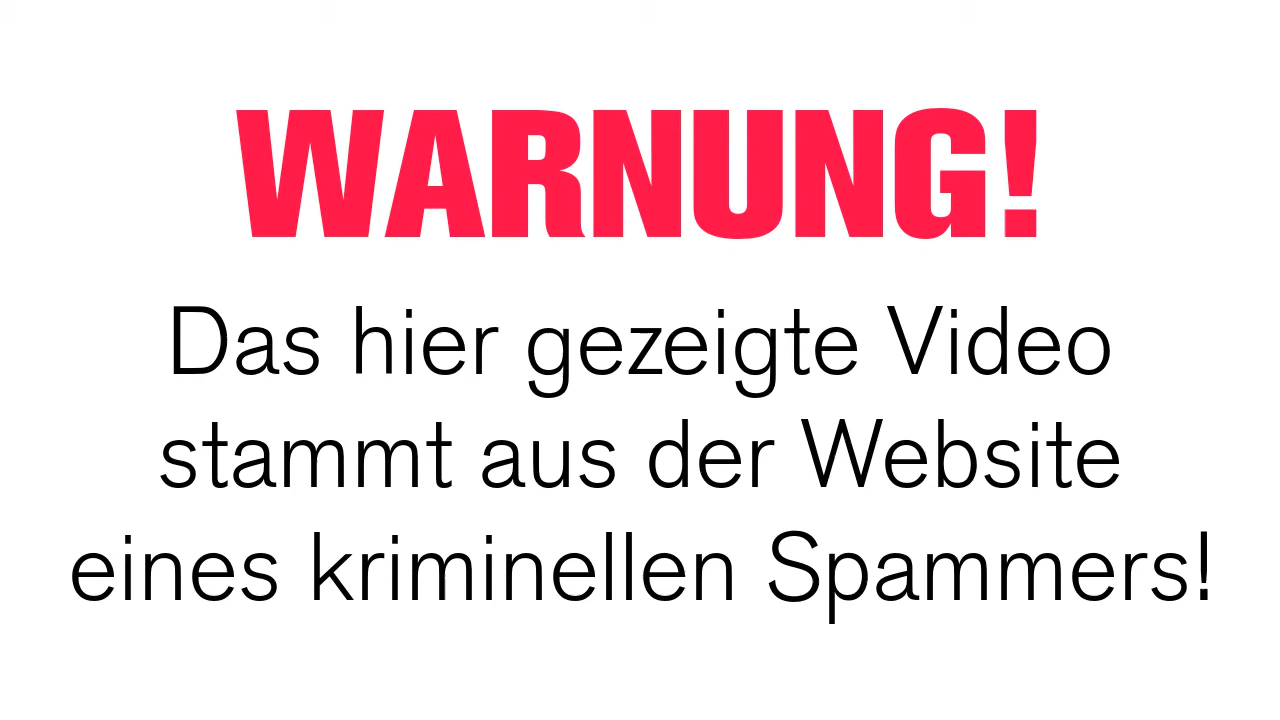 WARNUNG!
Das hier gezeigte Video
stammt aus der Website
eines kriminellen Spammers!